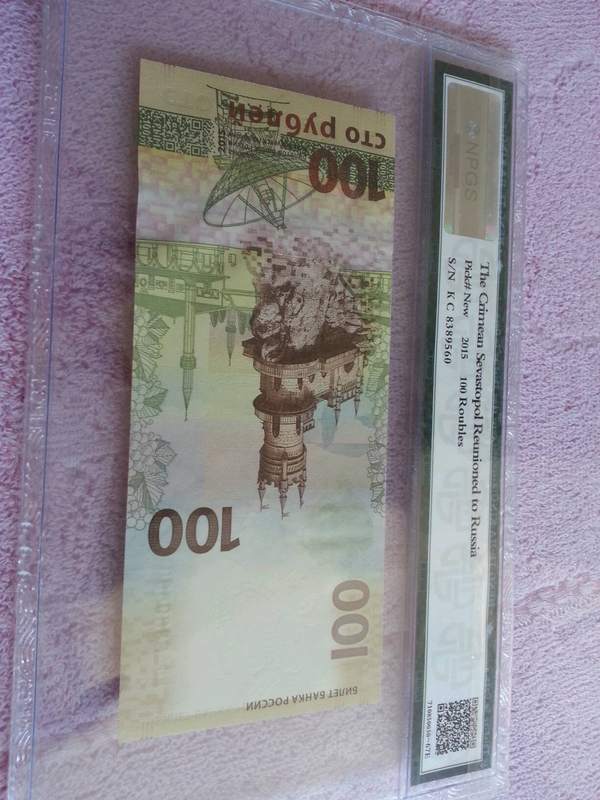 NPGS
The Crimean Sevastopol Reunioned to Russia
Pick# New 2015 100 Roubles
S/N KC 8389560
сто рублей
100
100
100
БИЛЕТ БАНКА РОССИИ